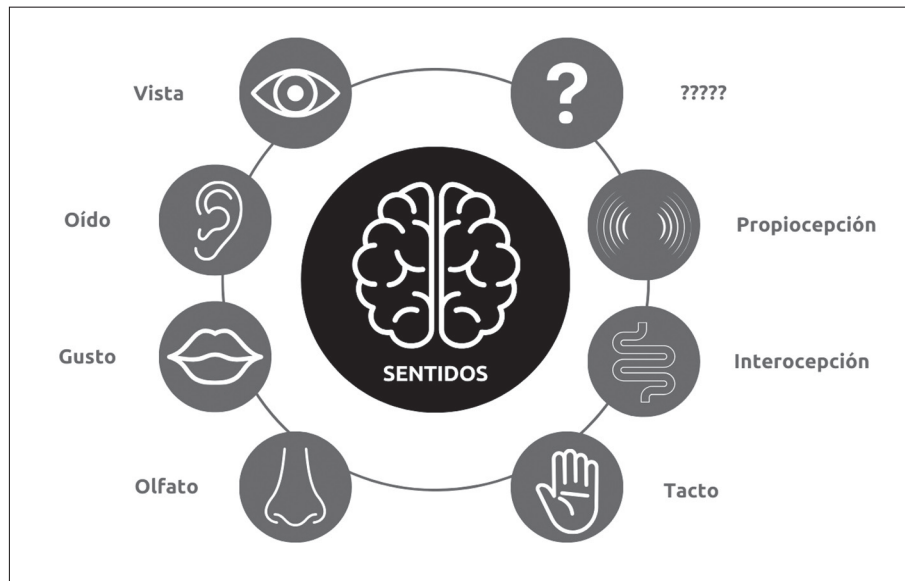 Vista
?
?????
Oído
Propiocepción
Gusto
Interocepción
SENTIDOS
Olfato
Tacto